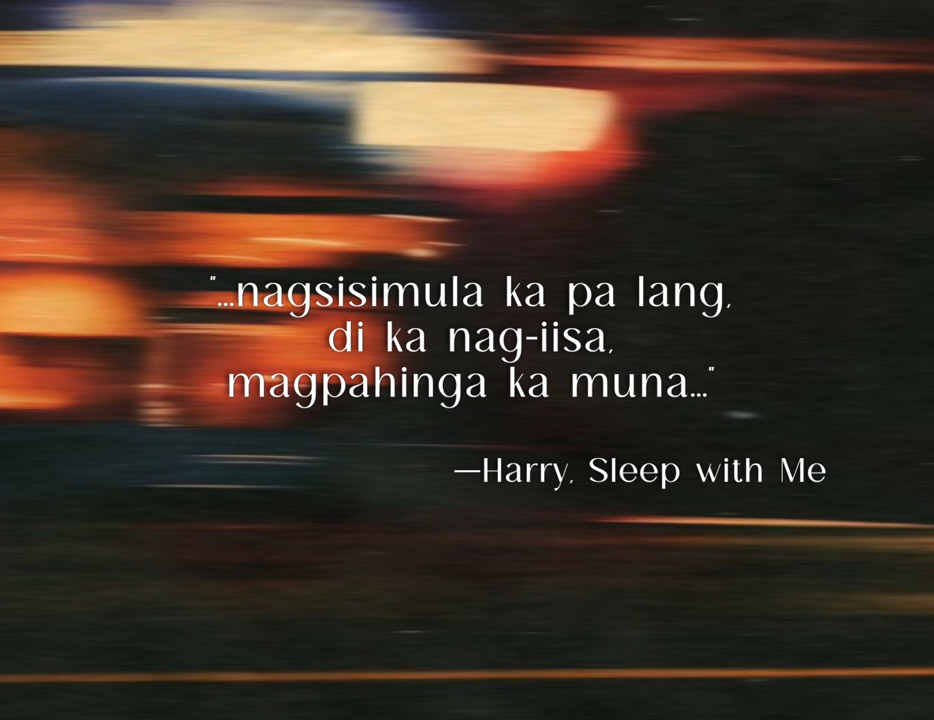 "...nagsisimula ka pa lang,
di ka nag-iisa,
magpahinga ka muna..."
—Harry, Sleep with Me